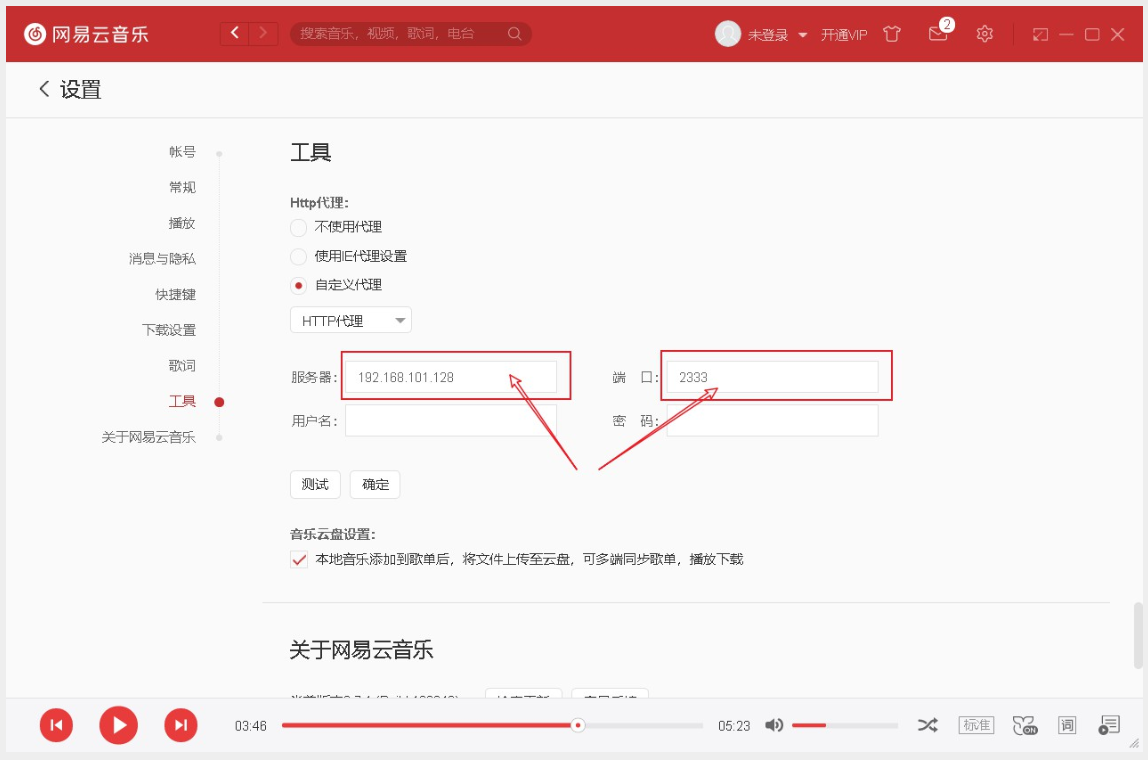 网易云音乐
搜索音乐，视频，歌词，电台
未登录 开通VIP 2
设置
帐号
常规
播放
消息与隐私
快捷键
下载设置
歌词
工具
关于网易云音乐
工具
Http代理:
不使用代理
使用IE代理设置
自定义代理
HTTP代理
服务器: 192.168.101.128 端 口: 2333
用户名: 密 码:
测试 确定
音乐云盘设置:
本地音乐添加到歌单后，将文件上传至云盘，可多端同步歌单，播放下载
关于网易云音乐
03:46 05:23 标准 ON 词